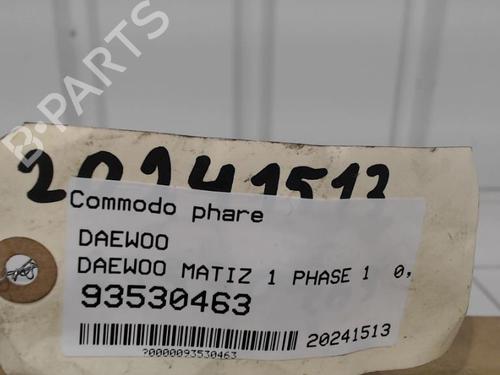 B-PARTS
20241513
Commodo phare
DAEWOO
DAEWOO MATIZ 1 PHASE 1 0,
93530463
20241513
?0000093530463